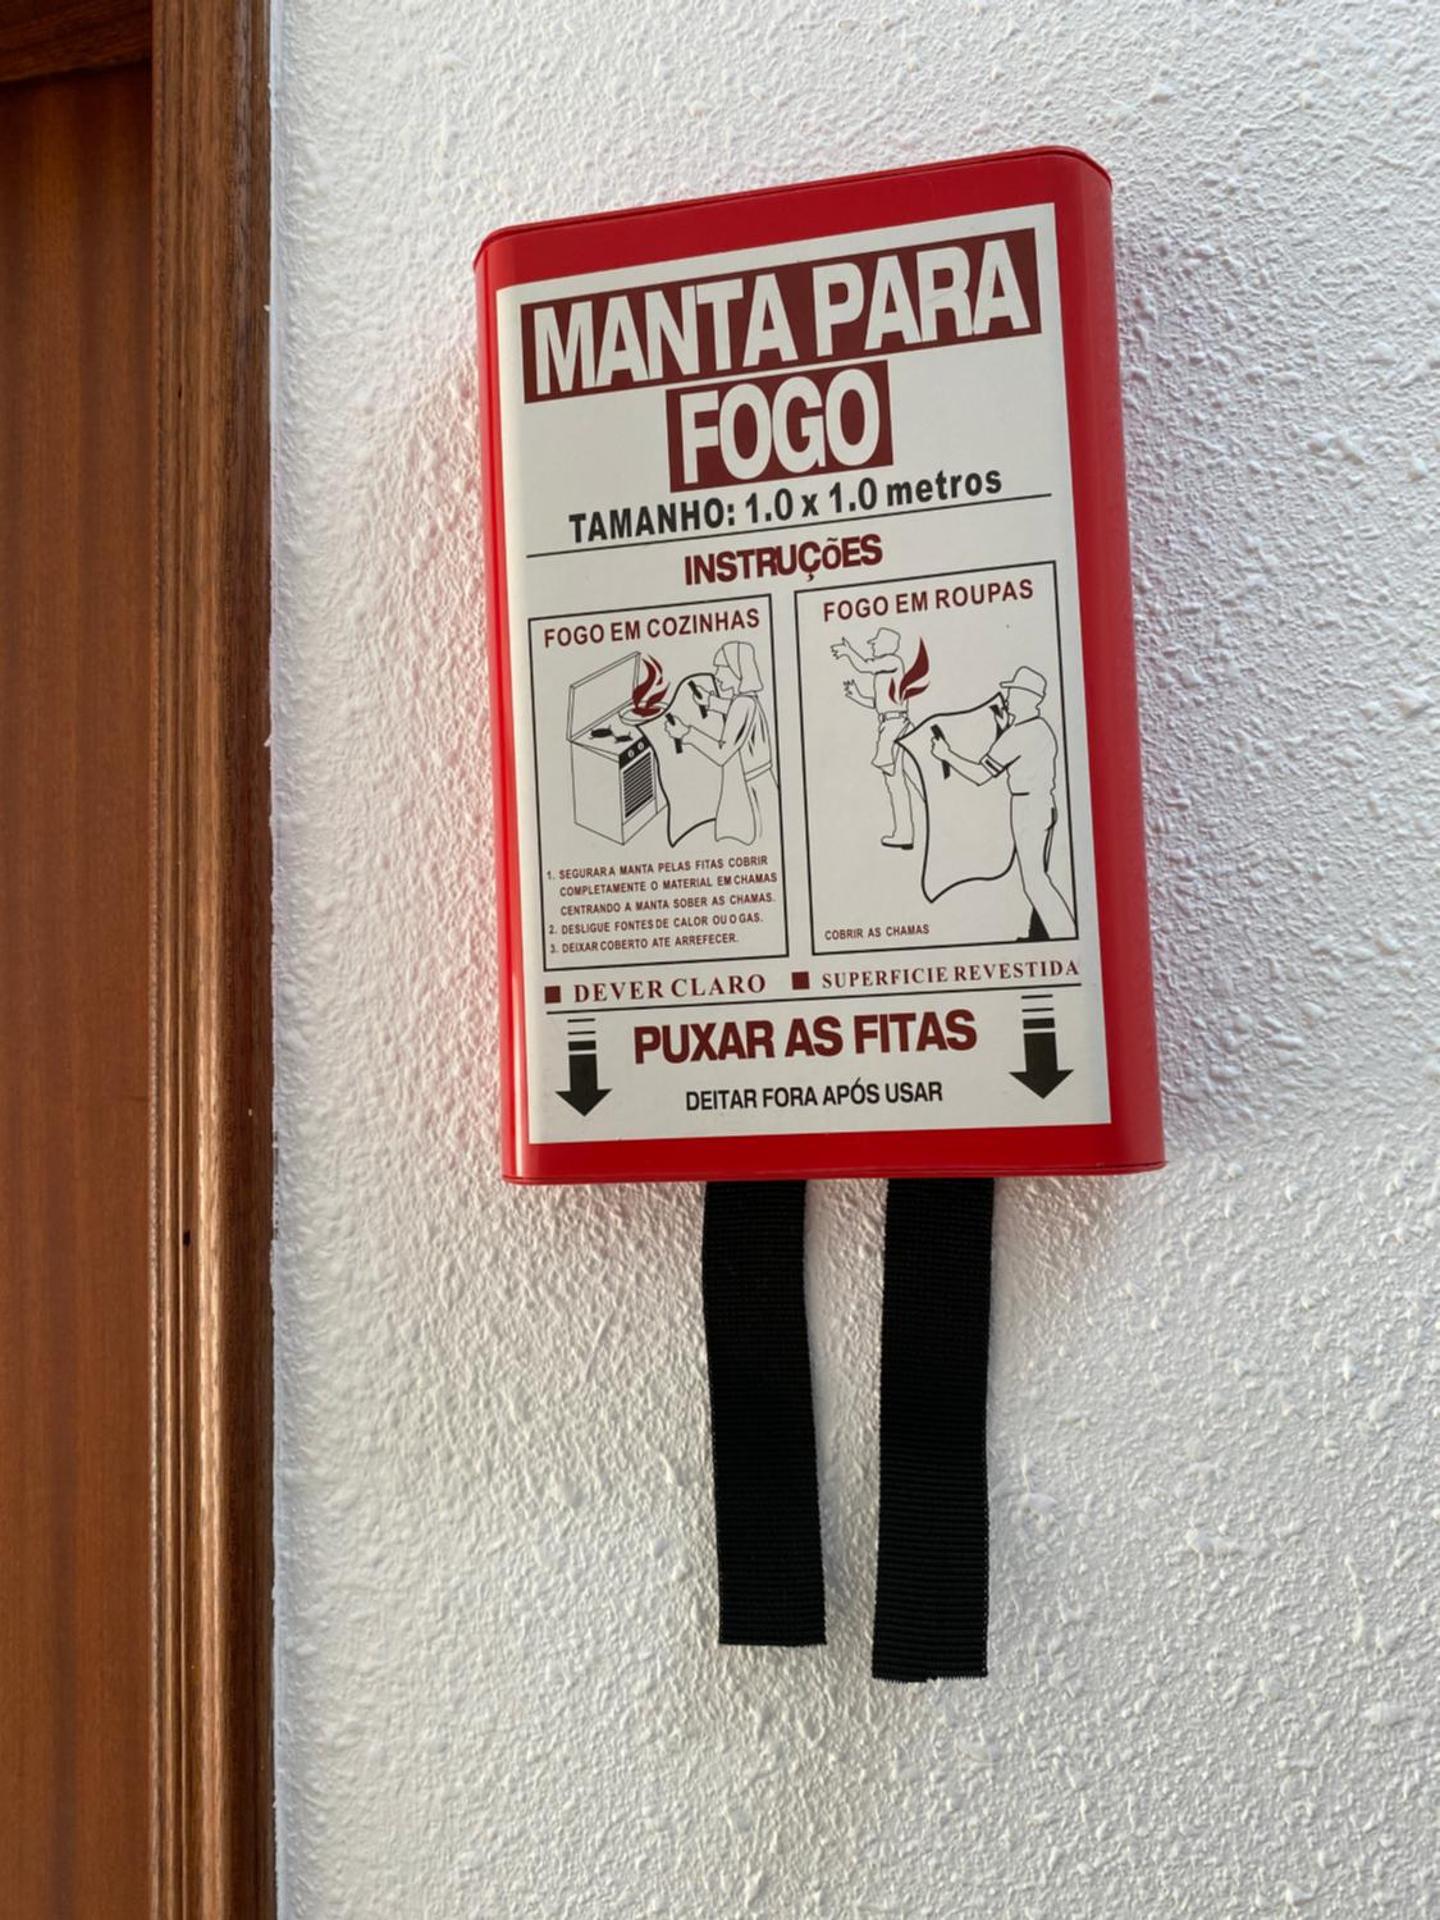 MANTA PARA
FOGO
TAMANHO: 1.0 x 1.0 metros
INSTRUÇõES
FOGO EM COZINHAS
1. SEGURAR A MANTA PELAS FITAS COBRIR
COMPLETAMENTE O MATERIAL EM CHAMAS
CENTRANDO A MANTA SOBER AS CHAMAS.
2. DESLIGUE FONTES DE CALOR OU O GAS.
3. DEIXAR COBERTO ATE ARREFECER.
FOGO EM ROUPAS
COBRIR AS CHAMAS
■ DEVER CLARO ■ SUPERFICIE REVESTIDA
PUXAR AS FITAS
DEITAR FORA APÓS USAR